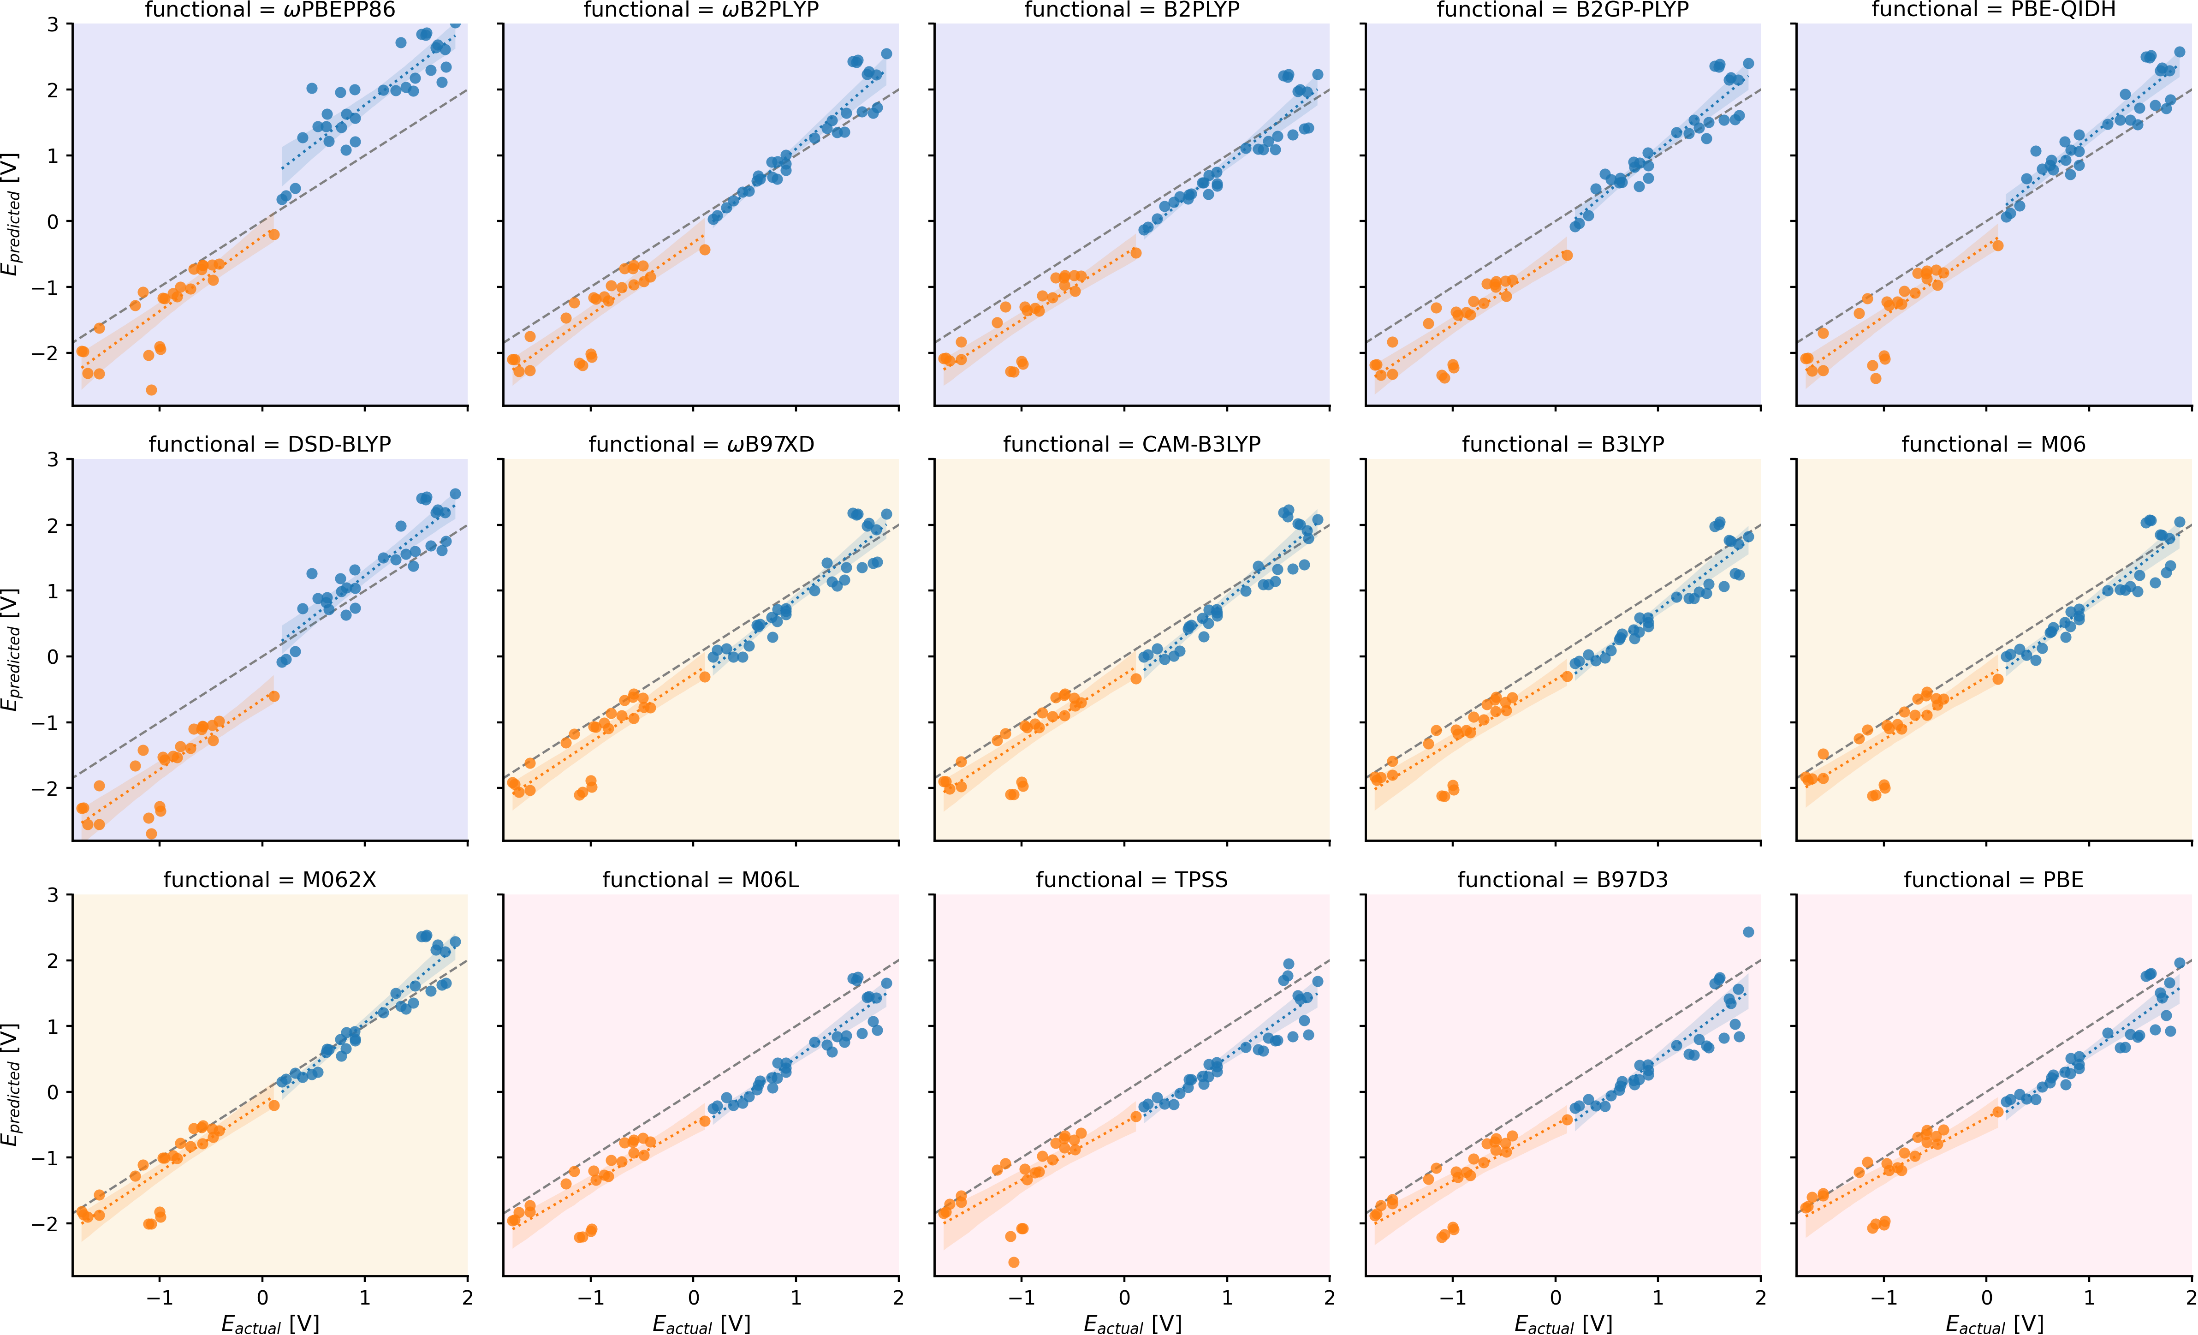 functional = ωPBEPP86 functional = ωB2PLYP functional = B2PLYP functional = B2GP-PLYP functional = PBE-QIDH
3
2
1
0
−1
−2
E_predicted [V]
functional = DSD-BLYP functional = ωB97XD functional = CAM-B3LYP functional = B3LYP functional = M06
3
2
1
0
−1
−2
E_predicted [V]
functional = M062X functional = M06L functional = TPSS functional = B97D3 functional = PBE
3
2
1
0
−1
−2
E_predicted [V]
−1 0 1 2 −1 0 1 2 −1 0 1 2 −1 0 1 2 −1 0 1 2
E_actual [V] E_actual [V] E_actual [V] E_actual [V] E_actual [V]